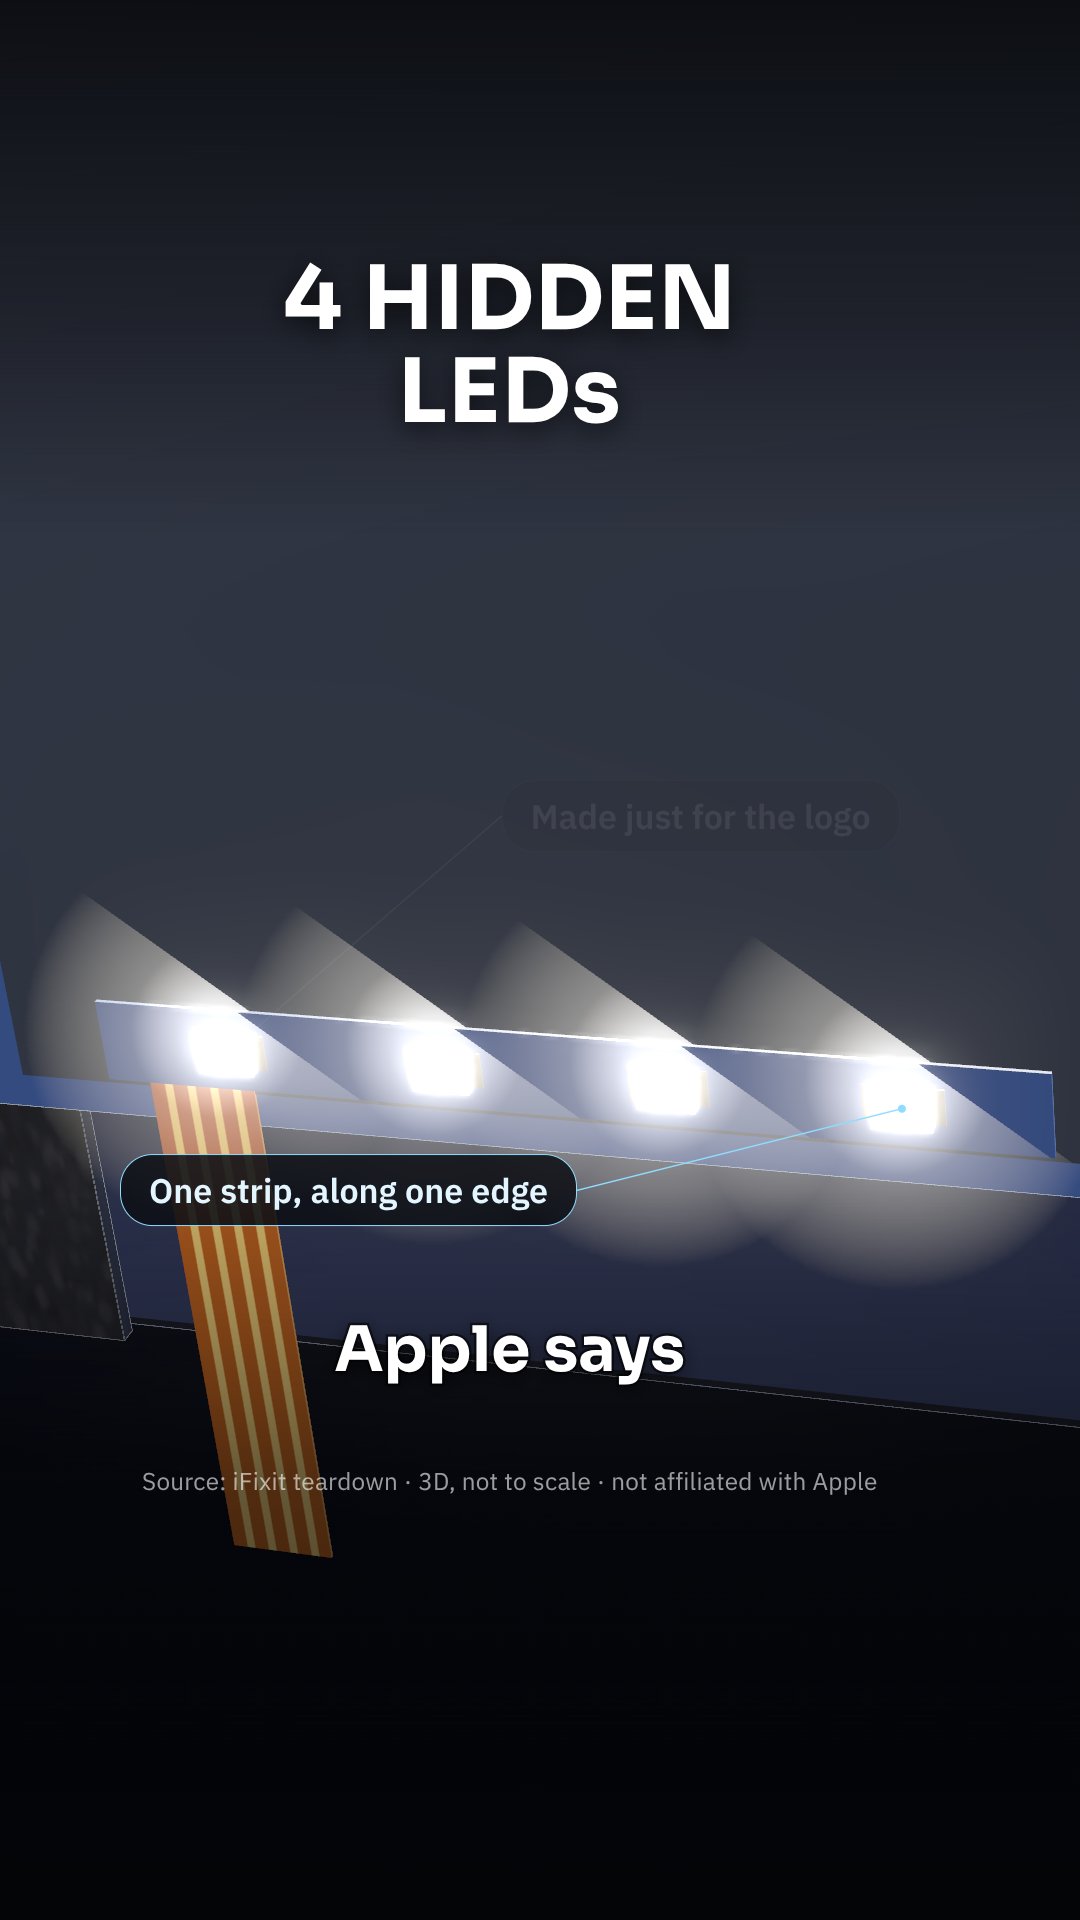 4 HIDDEN
LEDs
Made just for the logo
One strip, along one edge
Apple says
Source: iFixit teardown · 3D, not to scale · not affiliated with Apple